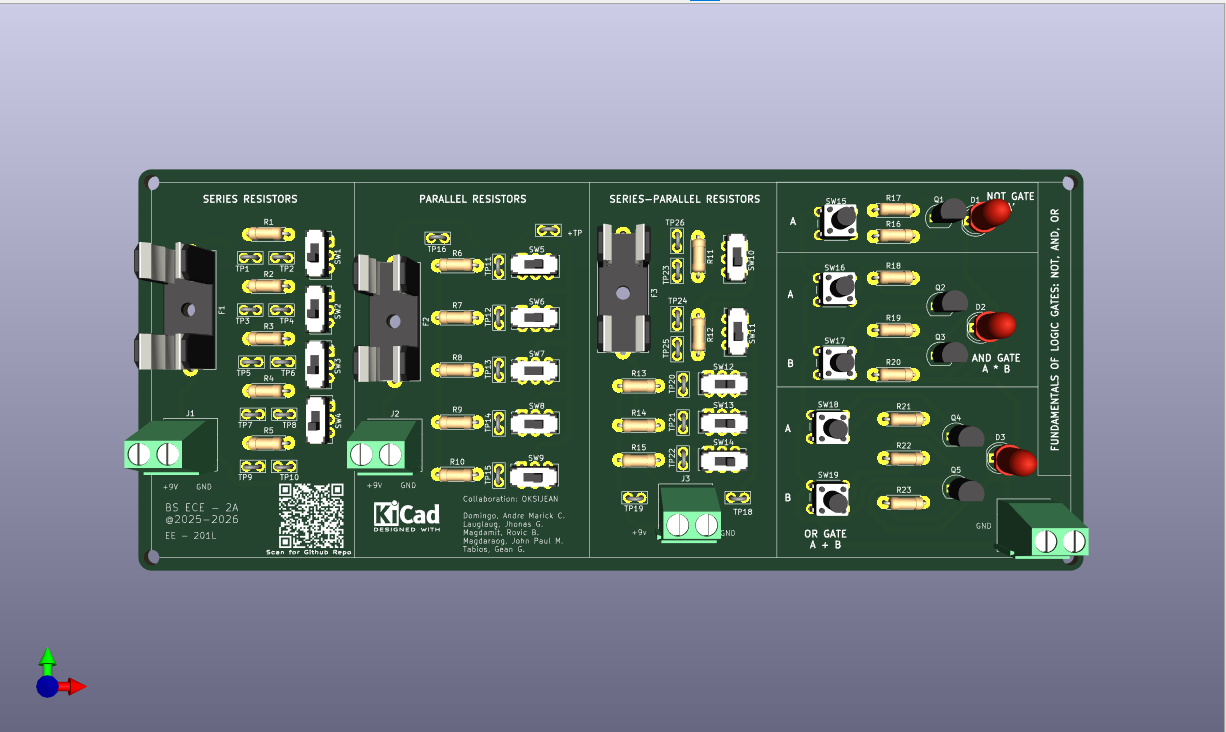 SERIES RESISTORS
R1
TP1
TP2
SW1
R2
TP3
TP4
SW2
F1
R3
TP5
TP6
SW3
R4
TP7
TP8
SW4
R5
TP9
TP10
J1
+9V
GND
BS ECE - 2A
@2025-2026
EE - 201L
Scan for Github Repo
PARALLEL RESISTORS
TP16
+TP
R6
TP11
SW5
R7
TP12
SW6
F2
R8
TP13
SW7
R9
TP14
SW8
R10
TP15
SW9
J2
+9V
GND
KiCad
DESIGNED WITH
Collaboration: OKSIJEAN
Domingo, Andre Marick C.
Lauglaug, Jhonas G.
Magdamit, Rovic B.
Magdaraog, John Paul M.
Tabios, Gean G.
SERIES-PARALLEL RESISTORS
TP26
TP23
R11
SW10
F3
TP24
TP25
R12
SW11
R13
TP20
SW12
R14
TP21
SW13
R15
TP22
SW14
J3
TP19
TP18
+9v
GND
A
SW15
R17
R16
Q1
D1
NOT GATE
A
SW16
R18
Q2
D2
R19
B
SW17
Q3
R20
AND GATE
A * B
A
SW18
R21
Q4
D3
R22
B
SW19
Q5
R23
OR GATE
A + B
GND
FUNDAMENTALS OF LOGIC GATES: NOT, AND, OR